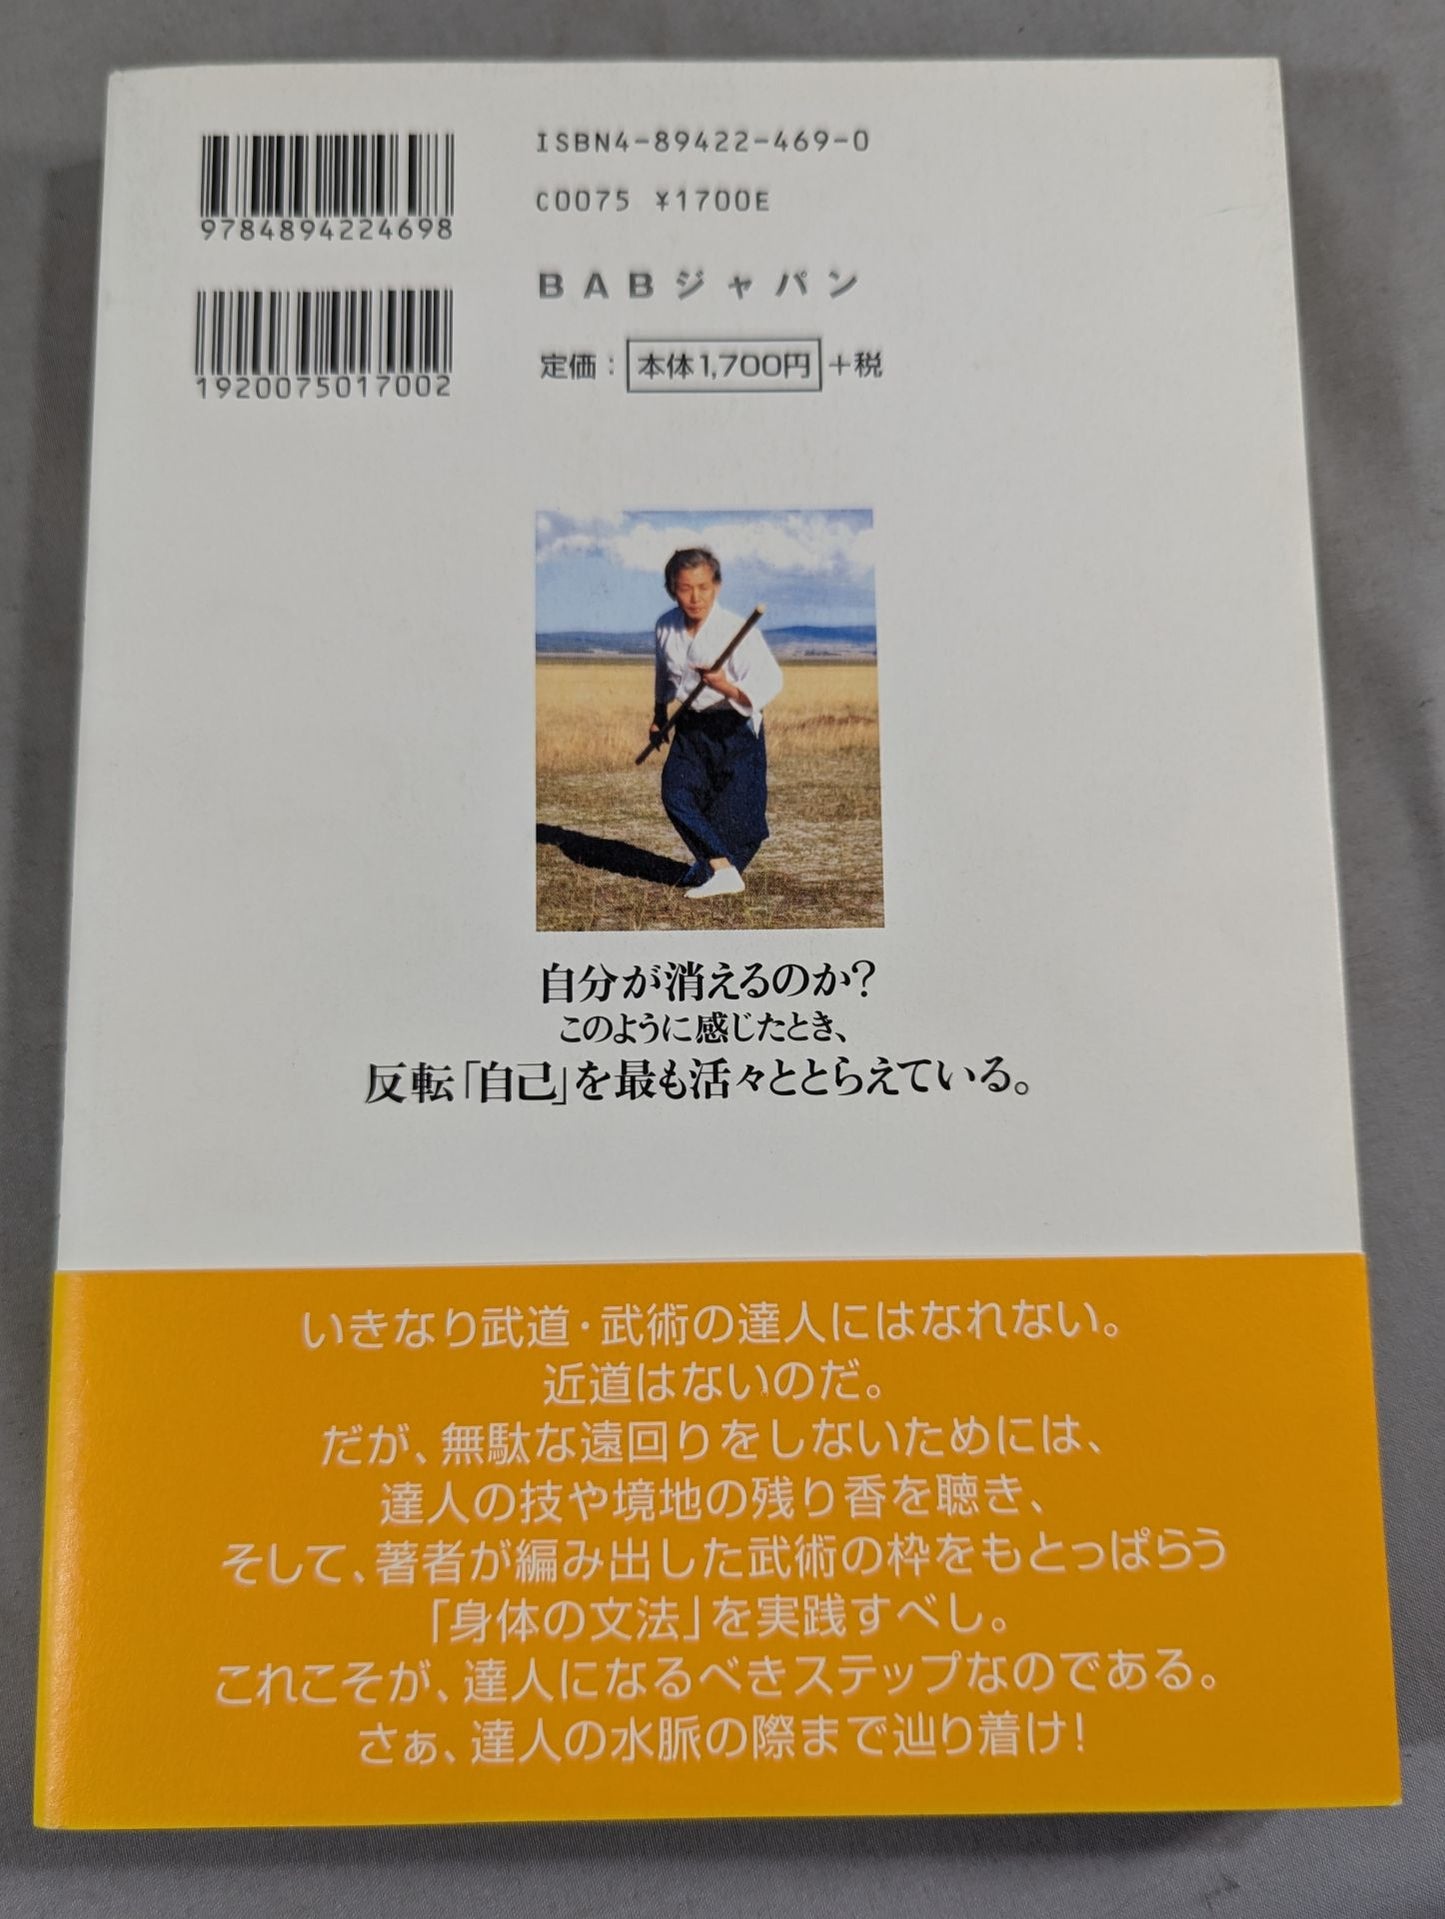 ISBN4-89422-469-0
C0075 ¥1700E
9784894224698
BABジャパン
定価：本体1,700円+税
1920075017002
自分が消えるのか？
このように感じたとき、
反転「自己」を最も活々ととらえている。
いきなり武道・武術の達人にはなれない。
近道はないのだ。
だが、無駄な遠回りをしないためには、
達人の技や境地の残り香を聴き、
そして、著者が編み出した武術の枠をもとっぱらう
「身体の文法」を実践すべし。
これこそが、達人になるべきステップなのである。
さぁ、達人の水脈の際まで辿り着け！